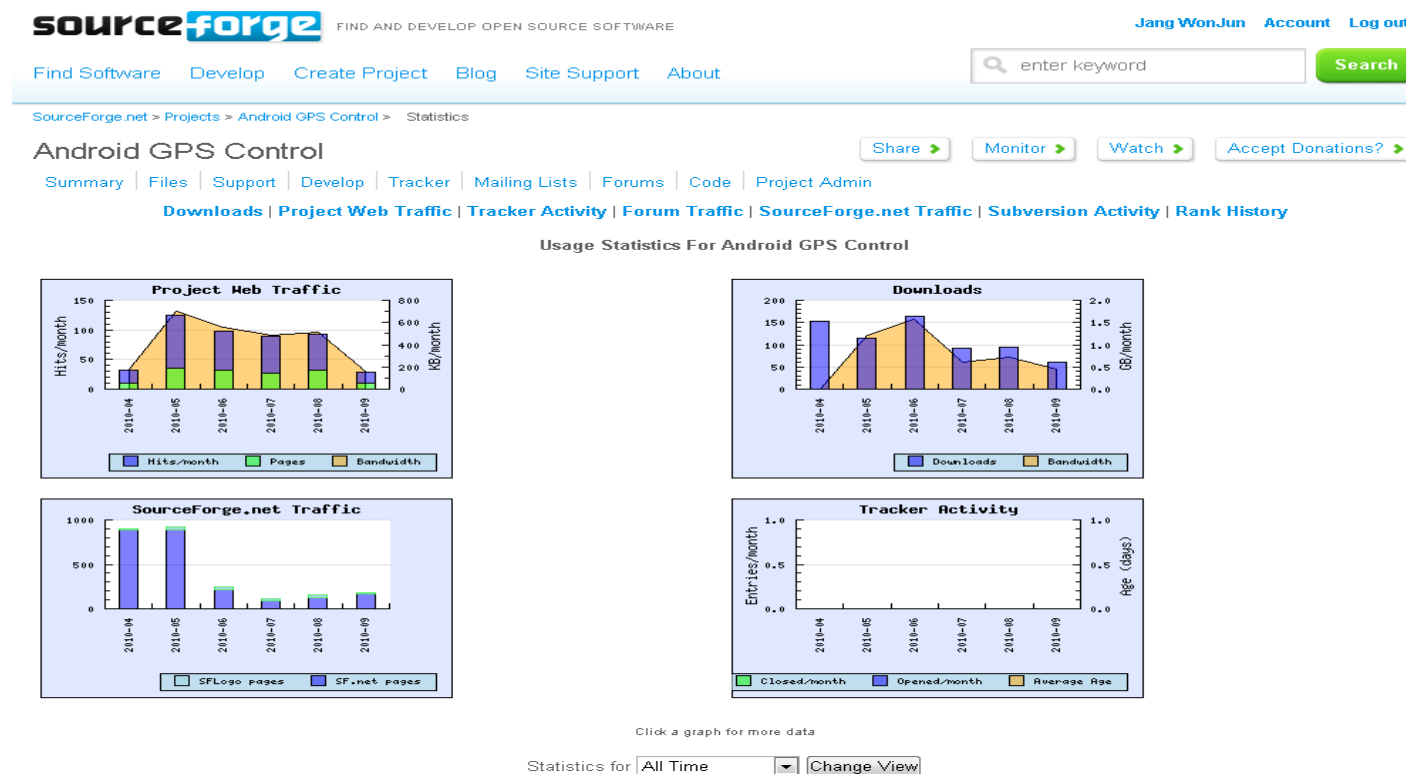 sourceforge FIND AND DEVELOP OPEN SOURCE SOFTWARE
Jang WonJun Account Log out
Find Software Develop Create Project Blog Site Support About
enter keyword Search
SourceForge.net > Projects > Android GPS Control > Statistics
Android GPS Control
Share Monitor Watch Accept Donations?
Summary | Files | Support | Develop | Tracker | Mailing Lists | Forums | Code | Project Admin
Downloads | Project Web Traffic | Tracker Activity | Forum Traffic | SourceForge.net Traffic | Subversion Activity | Rank History
Usage Statistics For Android GPS Control
Project Web Traffic
Hits/month
150
100
50
0
800
600
400
200
0
KB/month
2010-04 2010-05 2010-06 2010-07 2010-08 2010-09
Hits/month Pages Bandwidth
Downloads
200
150
100
50
0
2.0
1.5
1.0
0.5
0.0
GB/month
2010-04 2010-05 2010-06 2010-07 2010-08 2010-09
Downloads Bandwidth
SourceForge.net Traffic
1000
500
0
2010-04 2010-05 2010-06 2010-07 2010-08 2010-09
SFLogo pages SF.net pages
Tracker Activity
Entries/month
1.0
0.5
0.0
1.0
0.5
0.0
Age (days)
2010-04 2010-05 2010-06 2010-07 2010-08 2010-09
Closed/month Opened/month Average Age
Click a graph for more data
Statistics for All Time Change View